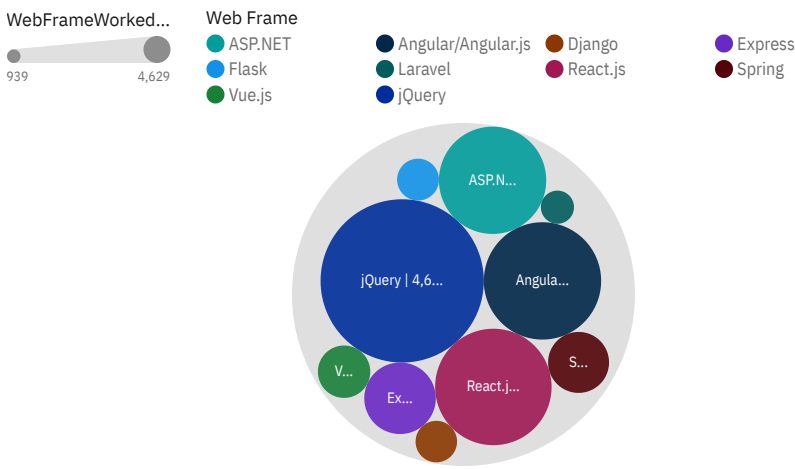 WebFrameWorked...
939 4,629
Web Frame
ASP.NET Angular/Angular.js Django Express
Flask Laravel React.js Spring
Vue.js jQuery
ASP.N...
jQuery | 4,6...
Angula...
V...
Ex...
React.j...
S...